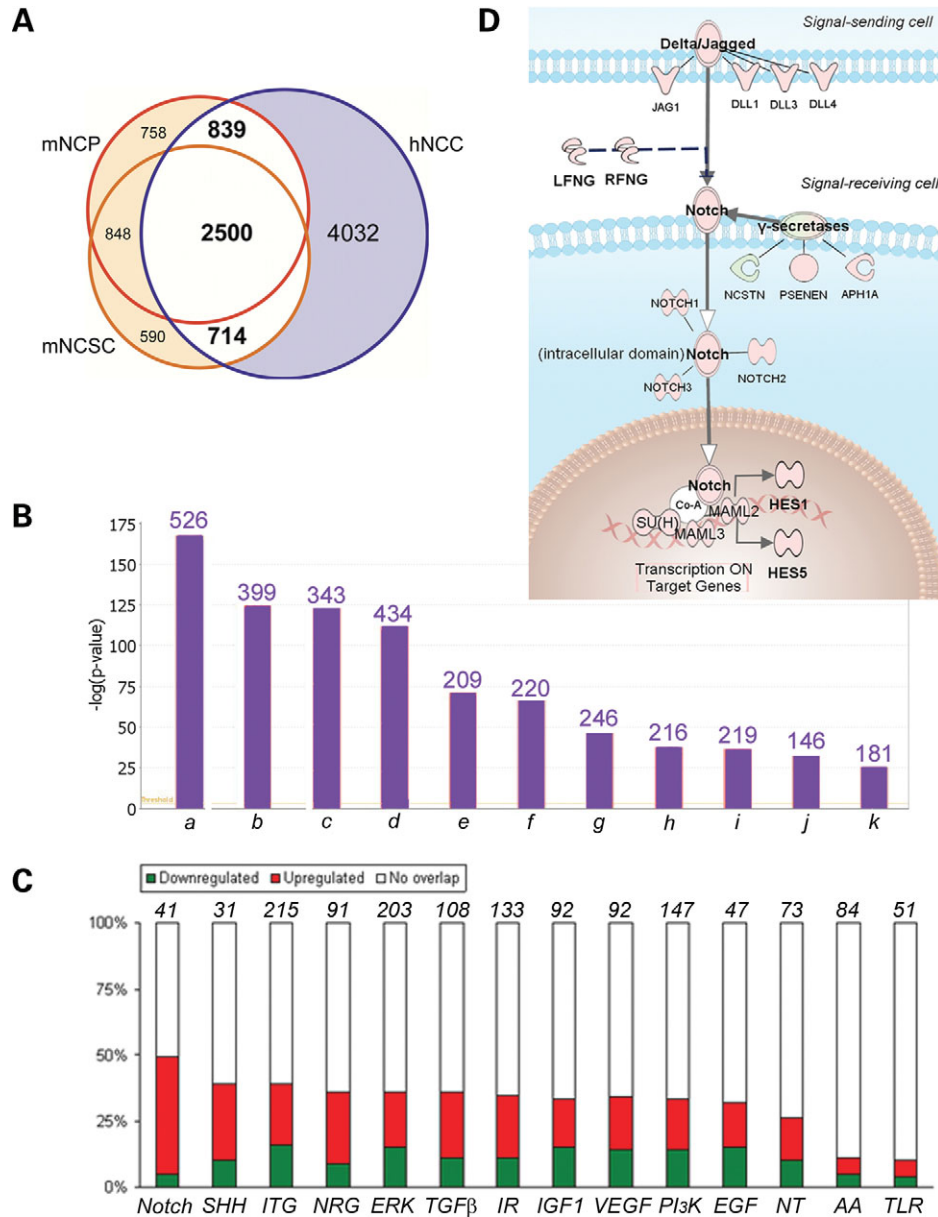 A
mNCP
758
839
hNCC
848
2500
4032
mNCSC
590
714
D
Signal-sending cell
Delta/Jagged
JAG1
DLL1
DLL3
DLL4
LFNG
RFNG
Signal-receiving cell
Notch
γ-secretases
NCSTN
PSENEN
APH1A
NOTCH1
(intracellular domain)
Notch
NOTCH2
NOTCH3
Notch
Co-A
MAML2
HES1
SU(H)
MAML3
HES5
Transcription ON
Target Genes
B
-log(p-value)
175
150
125
100
75
50
25
0
Threshold
526
399
343
434
209
220
246
216
219
146
181
a b c d e f g h i j k
C
Downregulated Upregulated No overlap
41 31 215 91 203 108 133 92 92 147 47 73 84 51
100%
75%
50%
25%
0%
Notch SHH ITG NRG ERK TGFβ IR IGF1 VEGF PI3K EGF NT AA TLR